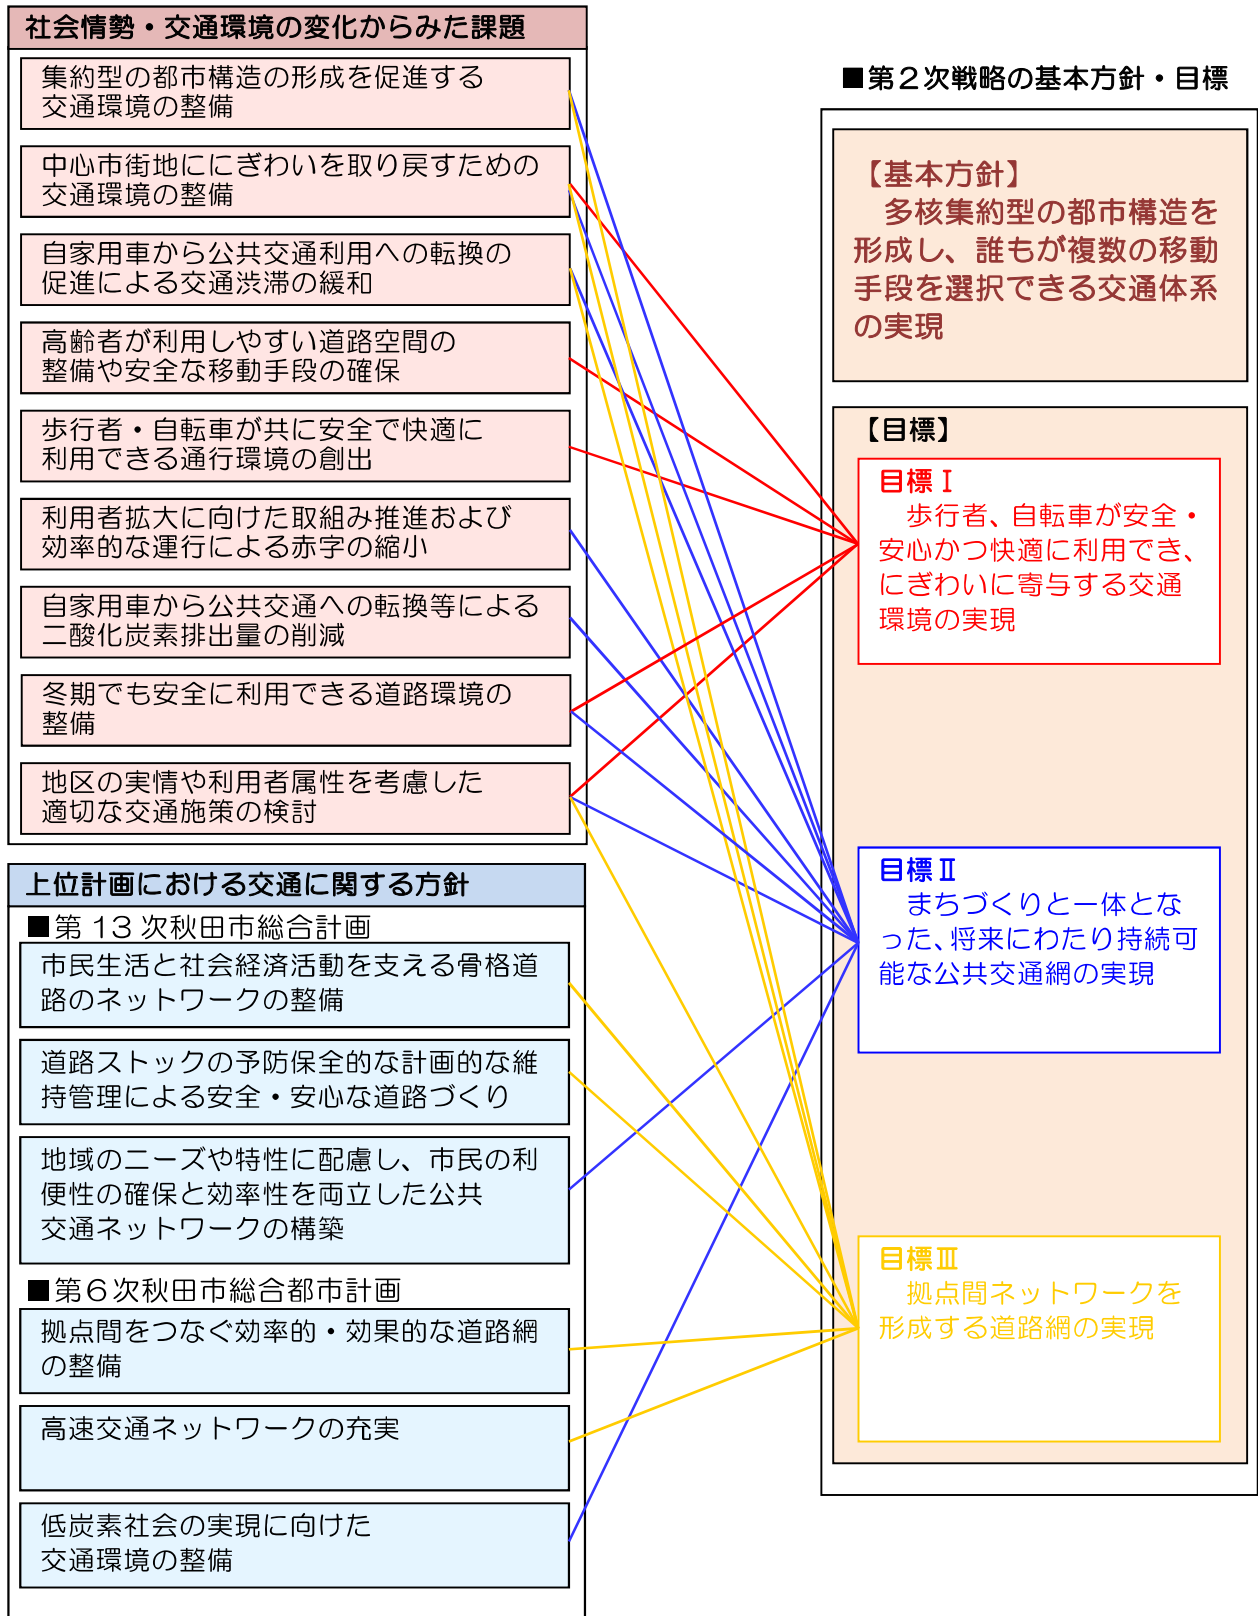 社会情勢・交通環境の変化からみた課題
集約型の都市構造の形成を促進する
交通環境の整備
中心市街地ににぎわいを取り戻すための
交通環境の整備
自家用車から公共交通利用への転換の
促進による交通渋滞の緩和
高齢者が利用しやすい道路空間の
整備や安全な移動手段の確保
歩行者・自転車が共に安全で快適に
利用できる通行環境の創出
利用者拡大に向けた取組み推進および
効率的な運行による赤字の縮小
自家用車から公共交通への転換等による
二酸化炭素排出量の削減
冬期でも安全に利用できる道路環境の
整備
地区の実情や利用者属性を考慮した
適切な交通施策の検討
上位計画における交通に関する方針
■第13次秋田市総合計画
市民生活と社会経済活動を支える骨格道
路のネットワークの整備
道路ストックの予防保全的な計画的な維
持管理による安全・安心な道路づくり
地域のニーズや特性に配慮し、市民の利
便性の確保と効率性を両立した公共
交通ネットワークの構築
■第6次秋田市総合都市計画
拠点間をつなぐ効率的・効果的な道路網
の整備
高速交通ネットワークの充実
低炭素社会の実現に向けた
交通環境の整備
■第2次戦略の基本方針・目標
【基本方針】
多核集約型の都市構造を
形成し、誰もが複数の移動
手段を選択できる交通体系
の実現
【目標】
目標Ⅰ
歩行者、自転車が安全・
安心かつ快適に利用でき、
にぎわいに寄与する交通
環境の実現
目標Ⅱ
まちづくりと一体とな
った、将来にわたり持続可
能な公共交通網の実現
目標Ⅲ
拠点間ネットワークを
形成する道路網の実現